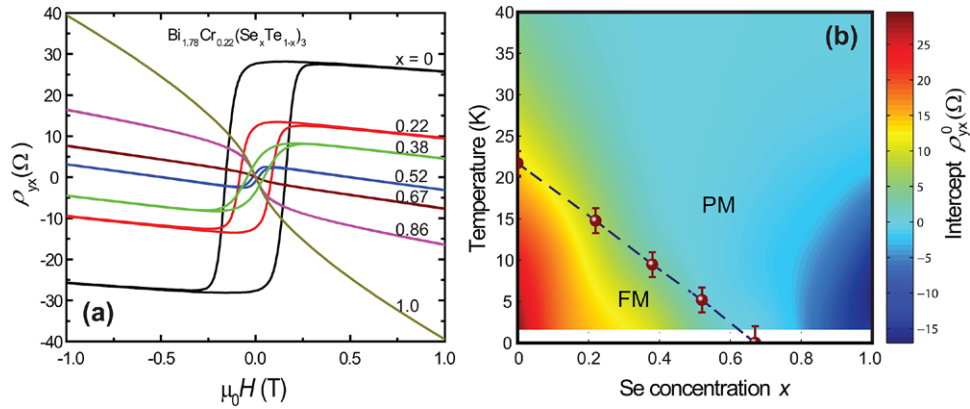 40
30
20
10
0
-10
-20
-30
-40
ρyx(Ω)
Bi1.78Cr0.22(SexTe1-x)3
x = 0
0.22
0.38
0.52
0.67
0.86
1.0
(a)
-1.0 -0.5 0.0 0.5 1.0
μ0H (T)
40
35
30
25
20
15
10
5
0
Temperature (K)
(b)
PM
FM
0 0.2 0.4 0.6 0.8 1.0
Se concentration x
25
20
15
10
5
0
-5
-10
-15
Intercept ρ0yx(Ω)